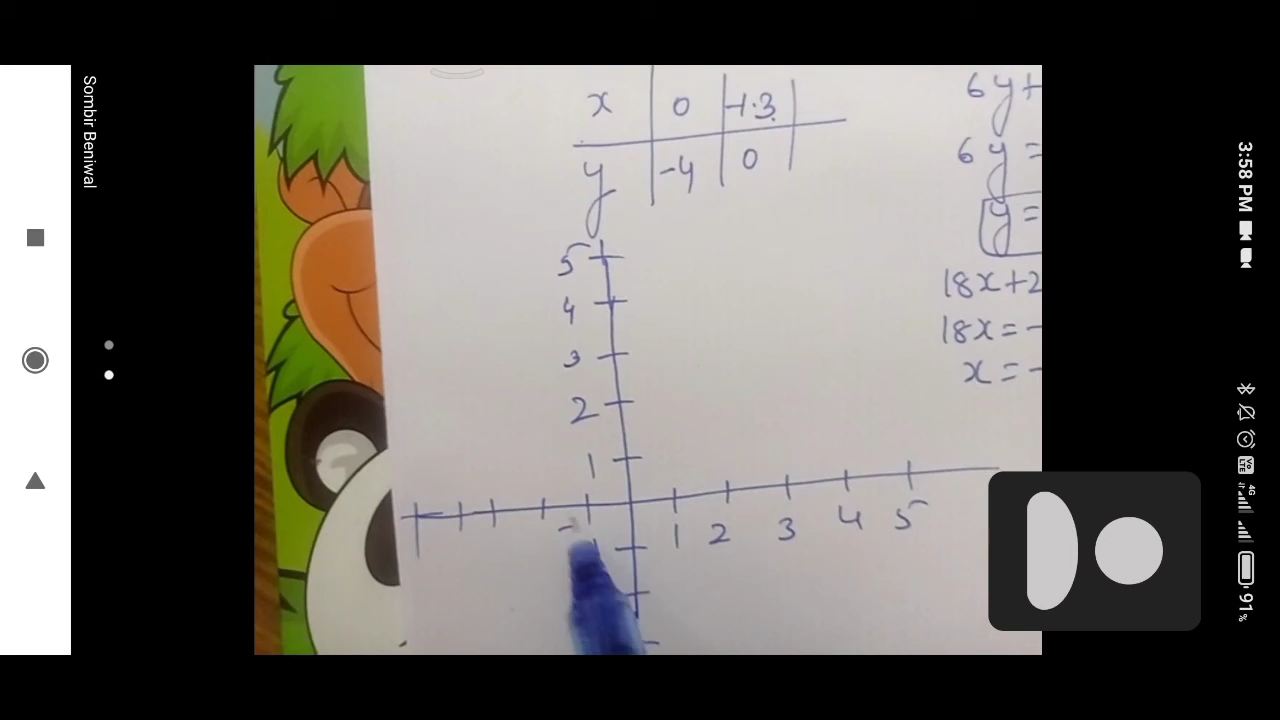 Sombir Beniwal
x 0 -1.3
y -4 0
6y+
6y=
y=
18x+2
18x=-
x=-
5
4
3
2
1
1 2 3 4 5
3:58 PM
4G
91%